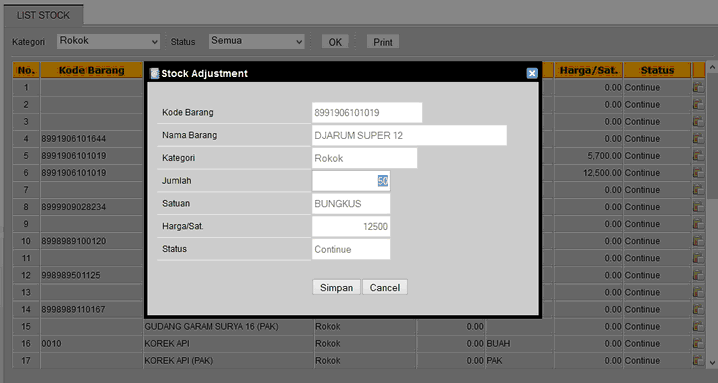 LIST STOCK
Kategori Rokok Status Semua OK Print
No. Kode Barang Harga/Sat. Status
Stock Adjustment
Kode Barang 8991906101019
Nama Barang DJARUM SUPER 12
Kategori Rokok
Jumlah 50
Satuan BUNGKUS
Harga/Sat. 12500
Status Continue
Simpan Cancel
1 0.00 Continue
2 0.00 Continue
3 0.00 Continue
4 8991906101644 0.00 Continue
5 8991906101019 5,700.00 Continue
6 8991906101019 12,500.00 Continue
7 0.00 Continue
8 8999909028234 0.00 Continue
9 0.00 Continue
10 8989989100120 0.00 Continue
11 0.00 Continue
12 998989501125 0.00 Continue
13 0.00 Continue
14 8998989110167 0.00 Continue
15 GUDANG GARAM SURYA 16 (PAK) Rokok 0.00 0.00 Continue
16 0010 KOREK API Rokok 0.00 BUAH 0.00 Continue
17 KOREK API (PAK) Rokok 0.00 PAK 0.00 Continue